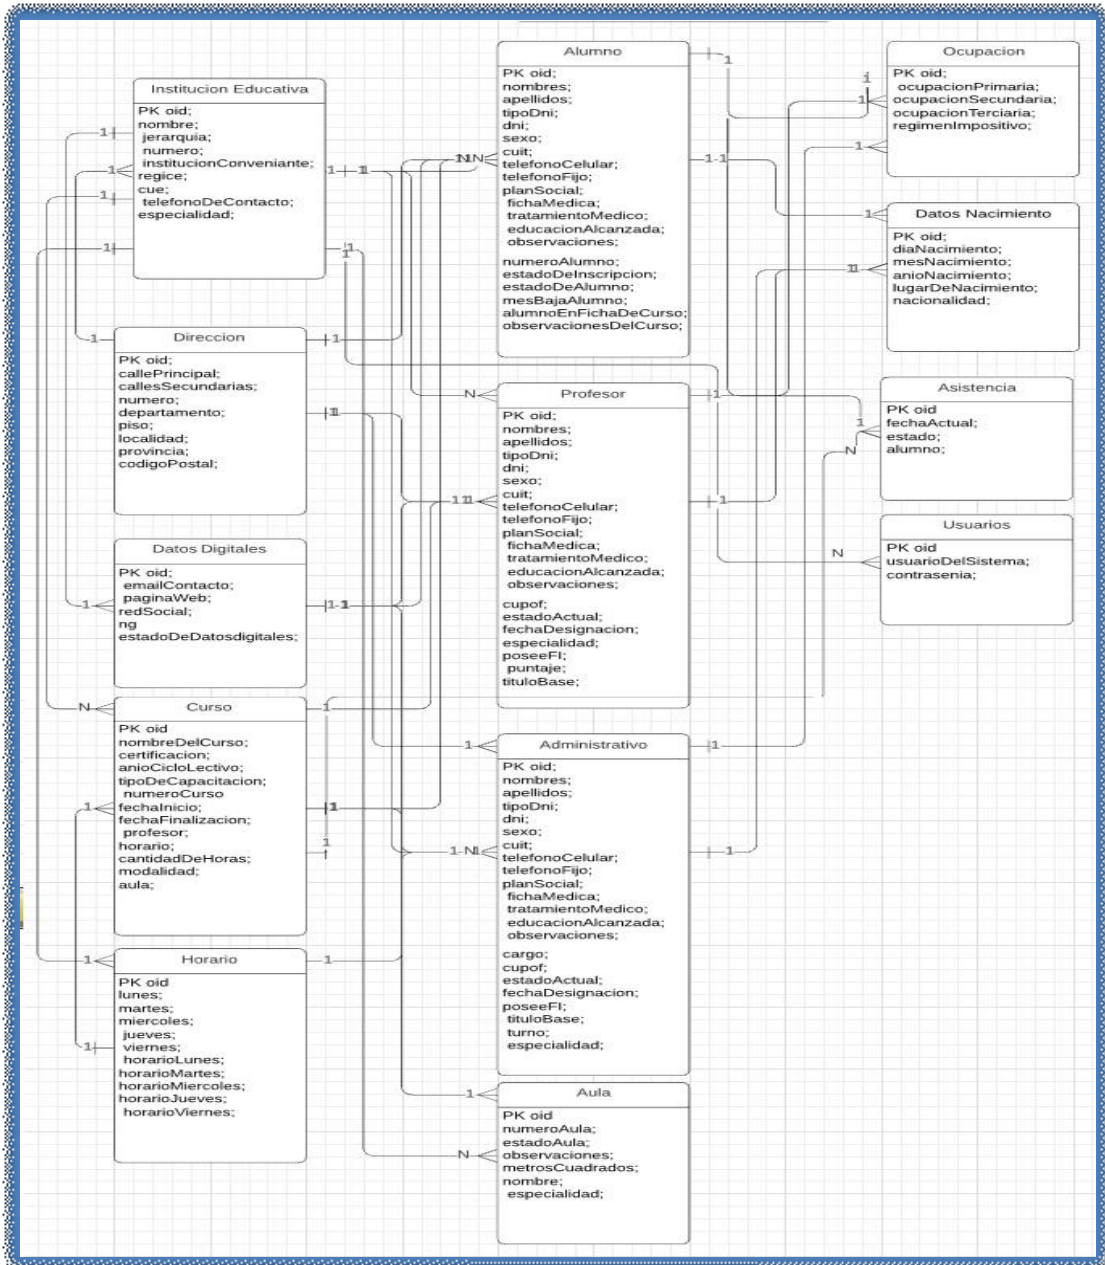 Institucion Educativa
PK oid;
nombre;
jerarquia;
numero;
institucionConveniante;
regice;
cue;
telefonoDeContacto;
especialidad;
Direccion
PK oid;
callePrincipal;
callesSecundarias;
numero;
departamento;
piso;
localidad;
provincia;
codigoPostal;
Datos Digitales
PK oid;
emailContacto;
paginaWeb;
redSocial;
ng
estadoDeDatosdigitales;
Curso
PK oid
nombreDelCurso;
certificacion;
anioCicloLectivo;
tipoDeCapacitacion;
numeroCurso
fechaInicio;
fechaFinalizacion;
profesor;
horario;
cantidadDeHoras;
modalidad;
aula;
Horario
PK oid
lunes;
martes;
miercoles;
jueves;
viernes;
horarioLunes;
horarioMartes;
horarioMiercoles;
horarioJueves;
horarioViernes;
Alumno
PK oid;
nombres;
apellidos;
tipoDni;
dni;
sexo;
cuit;
telefonoCelular;
telefonoFijo;
planSocial;
fichaMedica;
tratamientoMedico;
educacionAlcanzada;
observaciones;
numeroAlumno;
estadoDeInscripcion;
estadoDeAlumno;
mesBajaAlumno;
alumnoEnFichaDeCurso;
observacionesDelCurso;
Profesor
PK oid;
nombres;
apellidos;
tipoDni;
dni;
sexo;
cuit;
telefonoCelular;
telefonoFijo;
planSocial;
fichaMedica;
tratamientoMedico;
educacionAlcanzada;
observaciones;
cupof;
estadoActual;
fechaDesignacion;
especialidad;
poseeFI;
puntaje;
tituloBase;
Administrativo
PK oid;
nombres;
apellidos;
tipoDni;
dni;
sexo;
cuit;
telefonoCelular;
telefonoFijo;
planSocial;
fichaMedica;
tratamientoMedico;
educacionAlcanzada;
observaciones;
cargo;
cupof;
estadoActual;
fechaDesignacion;
poseeFI;
tituloBase;
turno;
especialidad;
Aula
PK oid
numeroAula;
estadoAula;
observaciones;
metrosCuadrados;
nombre;
especialidad;
Ocupacion
PK oid;
ocupacionPrimaria;
ocupacionSecundaria;
ocupacionTerciaria;
regimenImpositivo;
Datos Nacimiento
PK oid;
diaNacimiento;
mesNacimiento;
anioNacimiento;
lugarDeNacimiento;
nacionalidad;
Asistencia
PK oid
fechaActual;
estado;
alumno;
Usuarios
PK oid
usuarioDelSistema;
contrasenia;